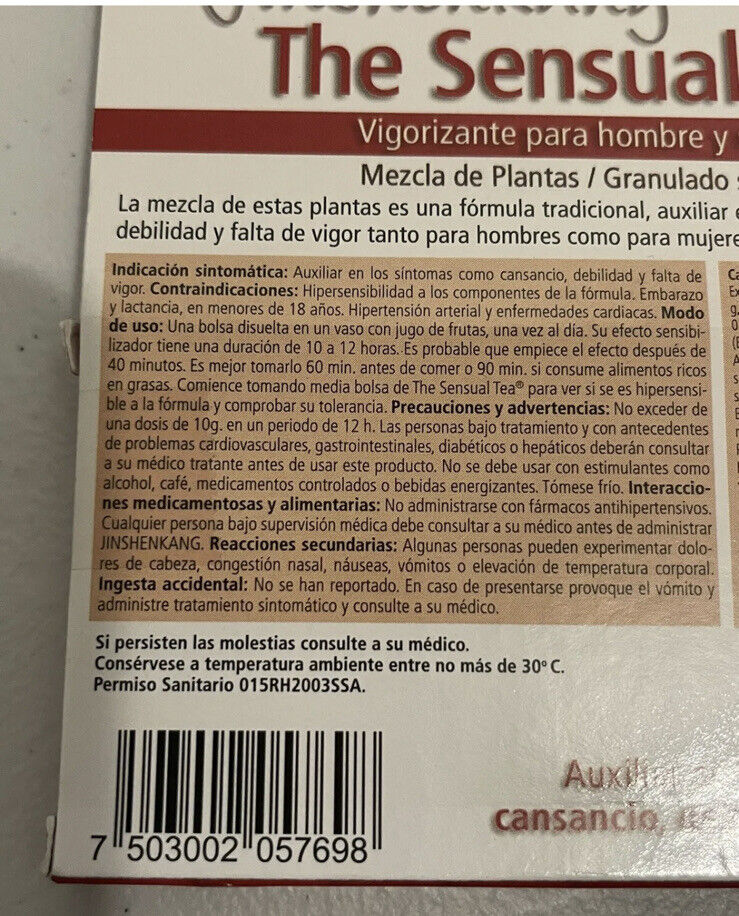 The Sensual
Vigorizante para hombre y
Mezcla de Plantas / Granulado
La mezcla de estas plantas es una fórmula tradicional, auxiliar
debilidad y falta de vigor tanto para hombres como para mujere
Indicación sintomática: Auxiliar en los síntomas como cansancio, debilidad y falta de
vigor. Contraindicaciones: Hipersensibilidad a los componentes de la fórmula. Embarazo
y lactancia, en menores de 18 años. Hipertensión arterial y enfermedades cardiacas. Modo
de uso: Una bolsa disuelta en un vaso con jugo de frutas, una vez al día. Su efecto sensibi-
lizador tiene una duración de 10 a 12 horas. Es probable que empiece el efecto después de
40 minutos. Es mejor tomarlo 60 min. antes de comer o 90 min. si consume alimentos ricos
en grasas. Comience tomando media bolsa de The Sensual Tea® para ver si se es hipersensi-
ble a la fórmula y comprobar su tolerancia. Precauciones y advertencias: No exceder de
una dosis de 10g. en un periodo de 12 h. Las personas bajo tratamiento y con antecedentes
de problemas cardiovasculares, gastrointestinales, diabéticos o hepáticos deberán consultar
a su médico tratante antes de usar este producto. No se debe usar con estimulantes como
alcohol, café, medicamentos controlados o bebidas energizantes. Tómese frío. Interaccio-
nes medicamentosas y alimentarias: No administrarse con fármacos antihipertensivos.
Cualquier persona bajo supervisión médica debe consultar a su médico antes de administrar
JINSHENKANG. Reacciones secundarias: Algunas personas pueden experimentar dolo-
res de cabeza, congestión nasal, náuseas, vómitos o elevación de temperatura corporal.
Ingesta accidental: No se han reportado. En caso de presentarse provoque el vómito y
administre tratamiento sintomático y consulte a su médico.
Si persisten las molestias consulte a su médico.
Consérvese a temperatura ambiente entre no más de 30º C.
Permiso Sanitario 015RH2003SSA.
7 503002 057698
cansancio,